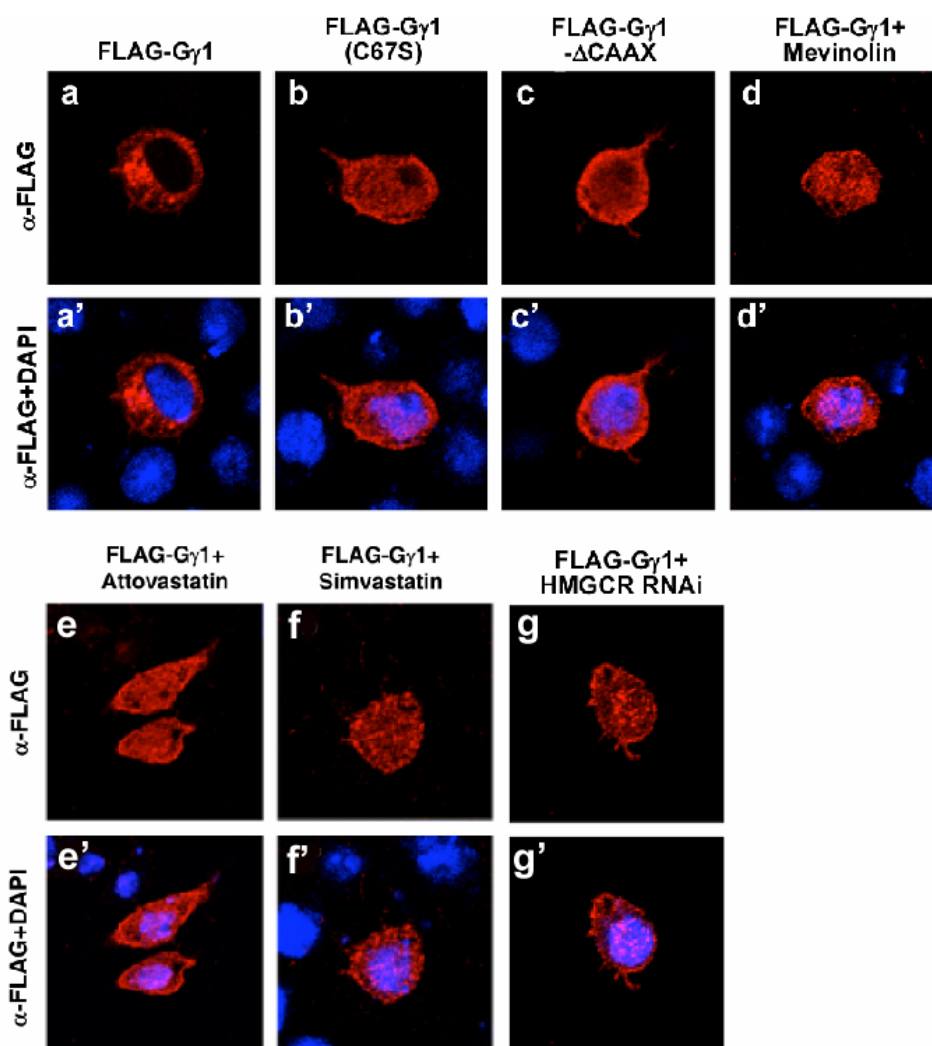 FLAG-Gγ1
FLAG-Gγ1
(C67S)
FLAG-Gγ1
-ΔCAAX
FLAG-Gγ1+
Mevinolin
α-FLAG
a
b
c
d
α-FLAG+DAPI
a'
b'
c'
d'
FLAG-Gγ1+
Attovastatin
FLAG-Gγ1+
Simvastatin
FLAG-Gγ1+
HMGCR RNAi
α-FLAG
e
f
g
α-FLAG+DAPI
e'
f'
g'